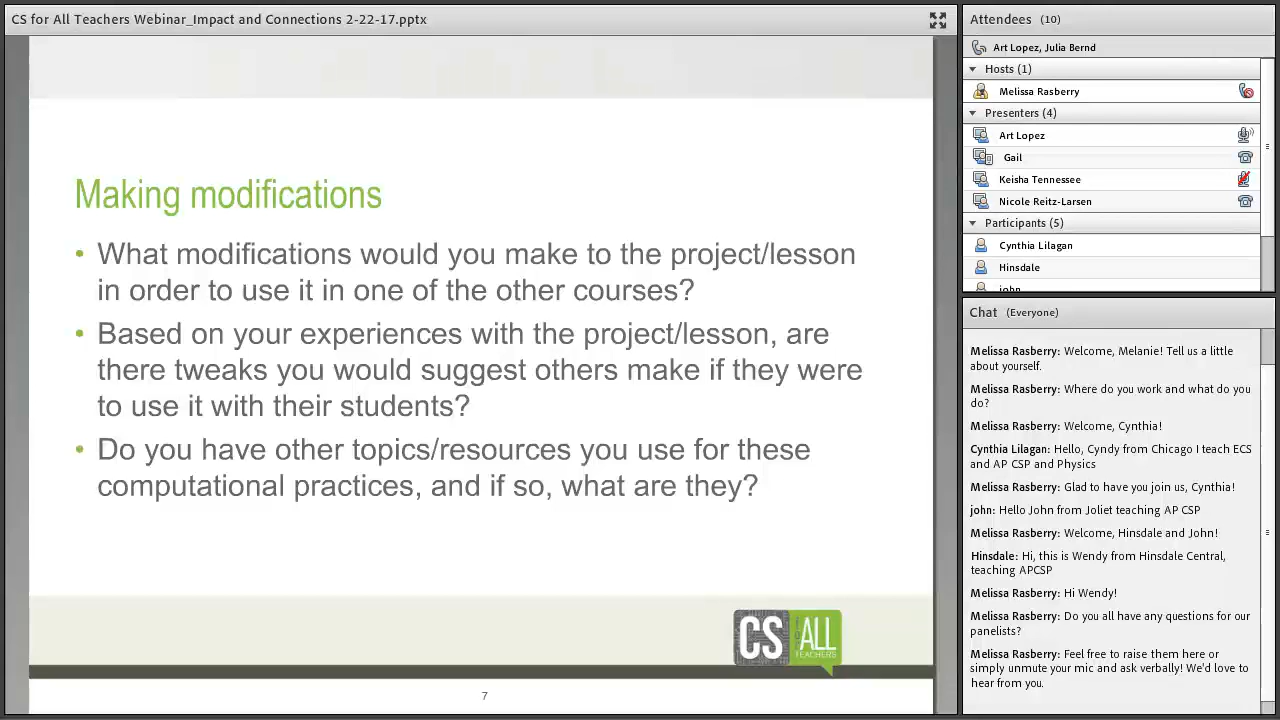 CS for All Teachers Webinar_Impact and Connections 2-22-17.pptx
Making modifications
• What modifications would you make to the project/lesson
in order to use it in one of the other courses?
• Based on your experiences with the project/lesson, are
there tweaks you would suggest others make if they were
to use it with their students?
• Do you have other topics/resources you use for these
computational practices, and if so, what are they?
CS FOR ALL
TEACHERS
7
Attendees (10)
Art Lopez, Julia Bernd
Hosts (1)
Melissa Rasberry
Presenters (4)
Art Lopez
Gail
Keisha Tennessee
Nicole Reitz-Larsen
Participants (5)
Cynthia Lilagan
Hinsdale
john
Chat (Everyone)
Melissa Rasberry: Welcome, Melanie! Tell us a little
about yourself.
Melissa Rasberry: Where do you work and what do you
do?
Melissa Rasberry: Welcome, Cynthia!
Cynthia Lilagan: Hello, Cyndy from Chicago I teach ECS
and AP CSP and Physics
Melissa Rasberry: Glad to have you join us, Cynthia!
john: Hello John from Joliet teaching AP CSP
Melissa Rasberry: Welcome, Hinsdale and John!
Hinsdale: Hi, this is Wendy from Hinsdale Central,
teaching APCSP
Melissa Rasberry: Hi Wendy!
Melissa Rasberry: Do you all have any questions for our
panelists?
Melissa Rasberry: Feel free to raise them here or
simply unmute your mic and ask verbally! We'd love to
hear from you.